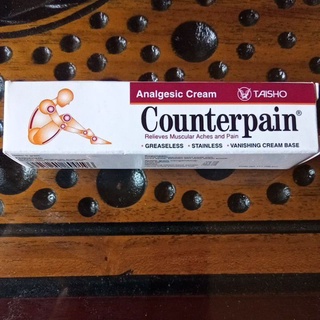 Analgesic Cream
TAISHO
Counterpain®
Relieves Muscular Aches and Pain
• GREASELESS • STAINLESS • VANISHING CREAM BASE